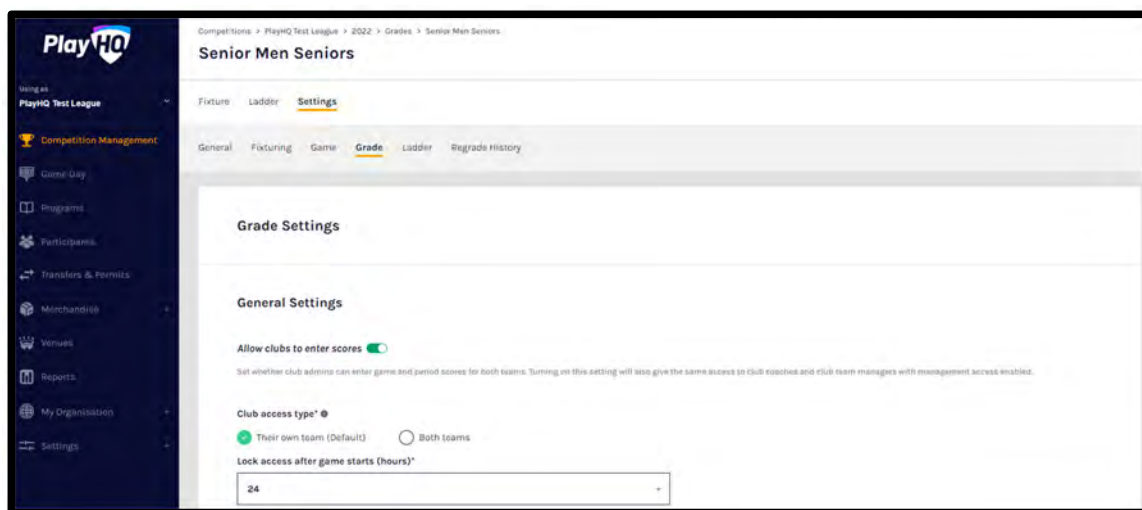 PlayHQ
Using as
PlayHQ Test League
Competition Management
Game Day
Programs
Participants
Transfers & Permits
Merchandise
Venues
Reports
My Organisation
Settings
Competitions > PlayHQ Test League > 2022 > Grades > Senior Men Seniors
Senior Men Seniors
Fixture Ladder Settings
General Fixturing Game Grade Ladder Regrade History
Grade Settings
General Settings
Allow clubs to enter scores
Set whether club admins can enter game and period scores for both teams. Turning on this setting will also give the same access to club coaches and club team managers with management access enabled.
Club access type*
Their own team (Default) Both teams
Lock access after game starts (hours)*
24